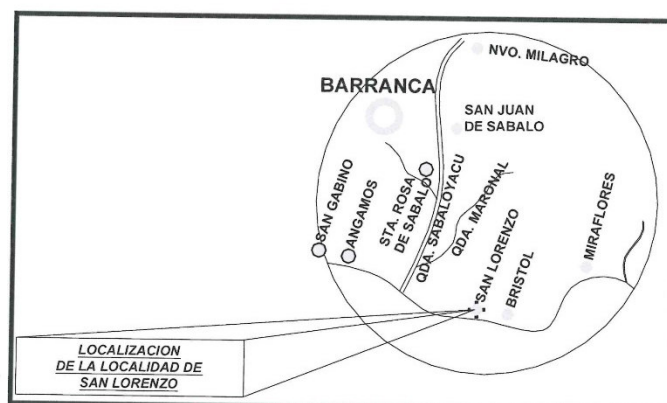 NVO. MILAGRO
BARRANCA
SAN JUAN
DE SABALO
SAN GABINO
ANGAMOS
STA. ROSA
DE SABALO
QDA. SABALOYACU
QDA. MARONAL
SAN LORENZO
BRISTOL
MIRAFLORES
LOCALIZACION
DE LA LOCALIDAD DE
SAN LORENZO